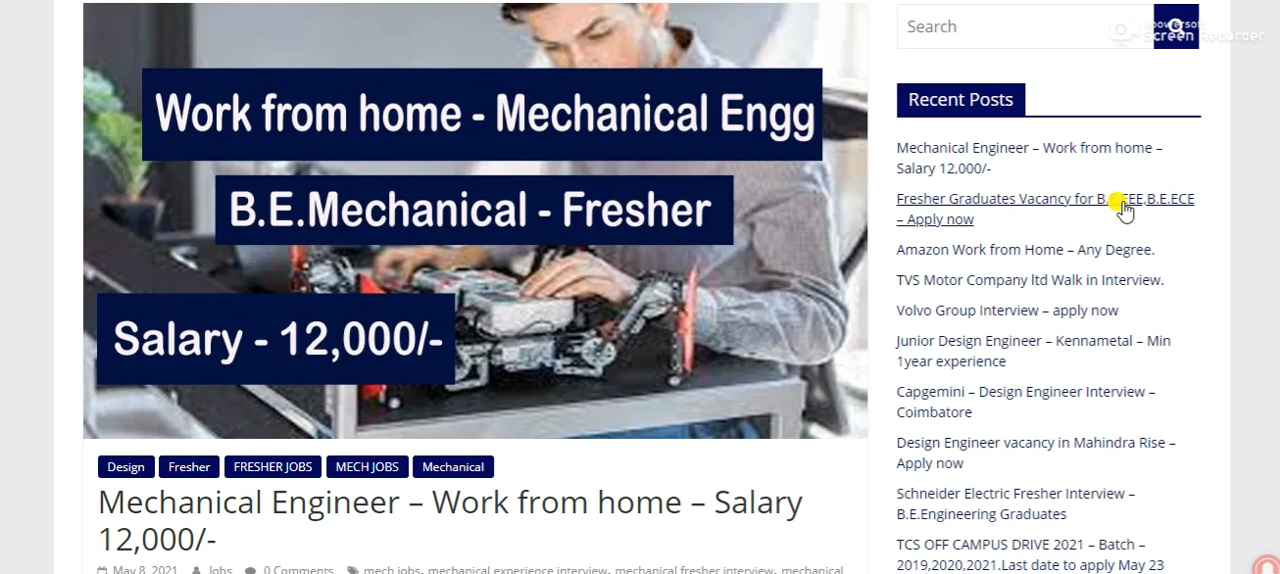 Work from home - Mechanical Engg
B.E.Mechanical - Fresher
Salary - 12,000/-
Design
Fresher
FRESHER JOBS
MECH JOBS
Mechanical
Mechanical Engineer – Work from home – Salary
12,000/-
May 8, 2021 Jobs 0 Comments mech jobs, mechanical experience interview, mechanical fresher interview, mechanical
Search
Screen Recorder
Recent Posts
Mechanical Engineer – Work from home –
Salary 12,000/-
Fresher Graduates Vacancy for B.E.EEE,B.E.ECE
– Apply now
Amazon Work from Home – Any Degree.
TVS Motor Company ltd Walk in Interview.
Volvo Group Interview – apply now
Junior Design Engineer – Kennametal – Min
1year experience
Capgemini – Design Engineer Interview –
Coimbatore
Design Engineer vacancy in Mahindra Rise –
Apply now
Schneider Electric Fresher Interview –
B.E.Engineering Graduates
TCS OFF CAMPUS DRIVE 2021 – Batch –
2019,2020,2021.Last date to apply May 23